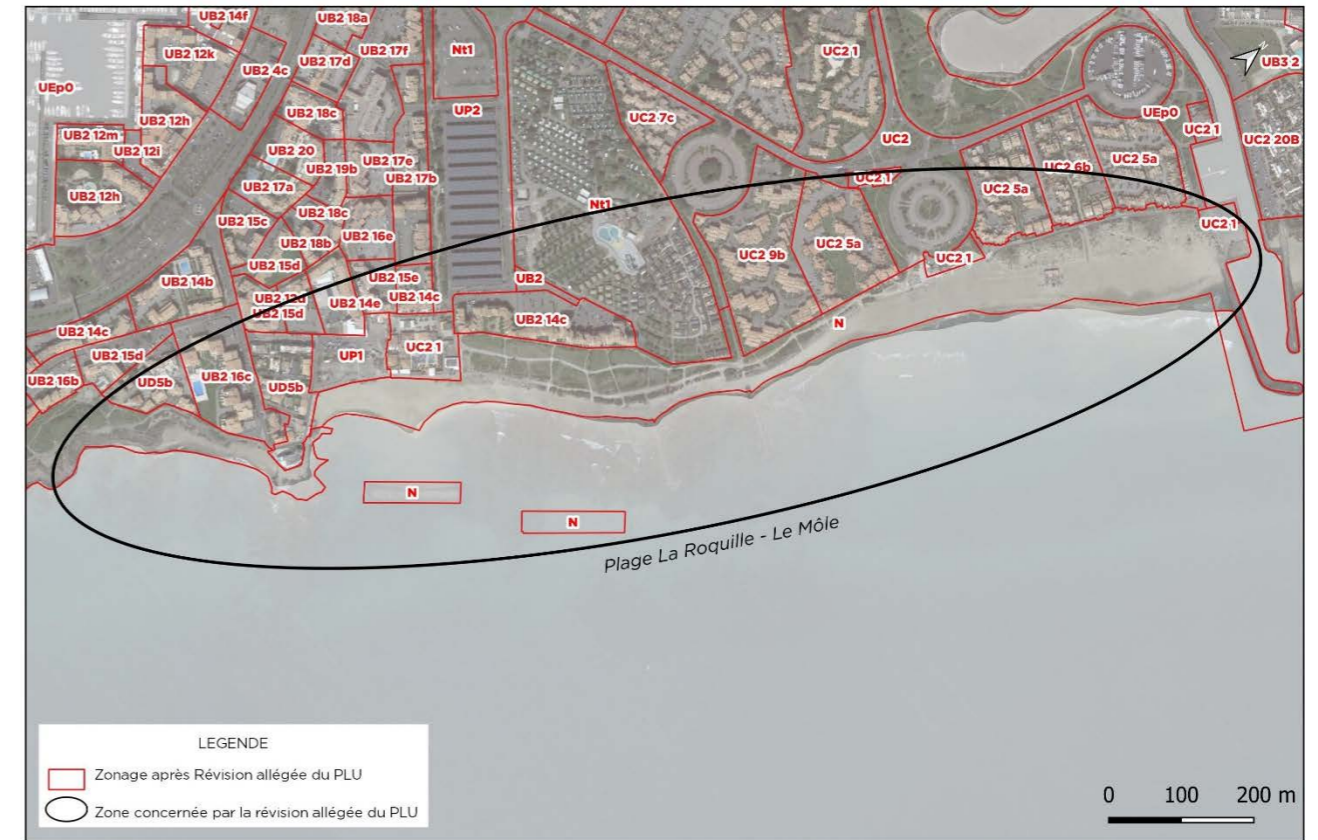 UB2 14f
UB2 18a
UB2 12k
UB2 17f
Nt1
UC2 1
UB3 2
UB2 4c
UB2 17d
UEp0
UP2
UB2 12h
UB2 18c
UC2 7c
UEp0
UB2 12m
UC2 1
UC2
UC2 20B
UB2 12i
UB2 20
UB2 17e
UC2 5a
UB2 19b
UC2 6b
UB2 17b
UC2 1
UB2 17a
UC2 5a
UB2 12h
Nt1
UB2 18c
UB2 15c
UC2 1
UB2 16e
UB2 18b
UC2 5a
UC2 9b
UC2 1
UB2 15d
UB2 15e
UB2
UB2 14b
UB2 14c
UB2 14e
UB2 15d
UB2 14c
N
UB2 14c
UC2 1
UP1
UB2 15d
UB2 16c
UB2 16b
UD5b
UD5b
N
N
Plage La Roquille - Le Môle
LEGENDE
Zonage après Révision allégée du PLU
Zone concernée par la révision allégée du PLU
0 100 200 m